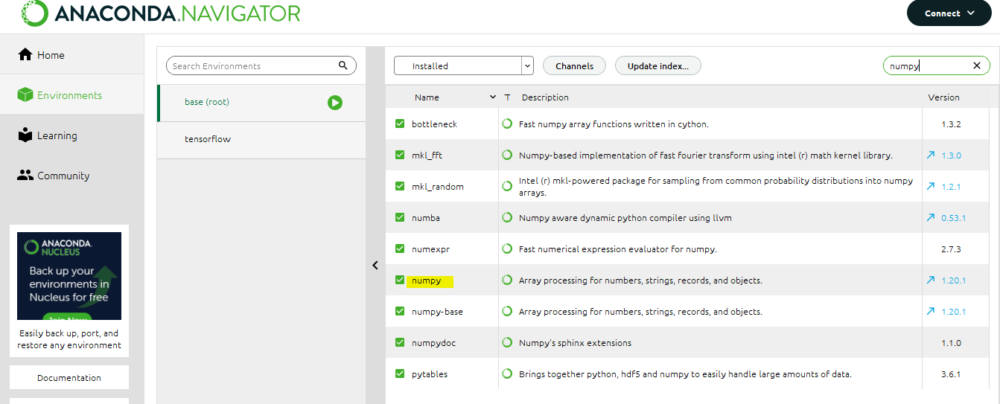 ANACONDA.NAVIGATOR
Connect
Home
Environments
Learning
Community
ANACONDA.
NUCLEUS
Back up your
environments in
Nucleus for free
Join Now
Easily back up, port, and
restore any environment
Documentation
Search Environments
base (root)
tensorflow
Installed
Channels
Update index...
numpy
Name T Description Version
bottleneck Fast numpy array functions written in cython. 1.3.2
mkl_fft Numpy-based implementation of fast fourier transform using intel (r) math kernel library. 1.3.0
mkl_random Intel (r) mkl-powered package for sampling from common probability distributions into numpy
arrays. 1.2.1
numba Numpy aware dynamic python compiler using llvm 0.53.1
numexpr Fast numerical expression evaluator for numpy. 2.7.3
numpy Array processing for numbers, strings, records, and objects. 1.20.1
numpy-base Array processing for numbers, strings, records, and objects. 1.20.1
numpydoc Numpy's sphinx extensions 1.1.0
pytables Brings together python, hdf5 and numpy to easily handle large amounts of data. 3.6.1